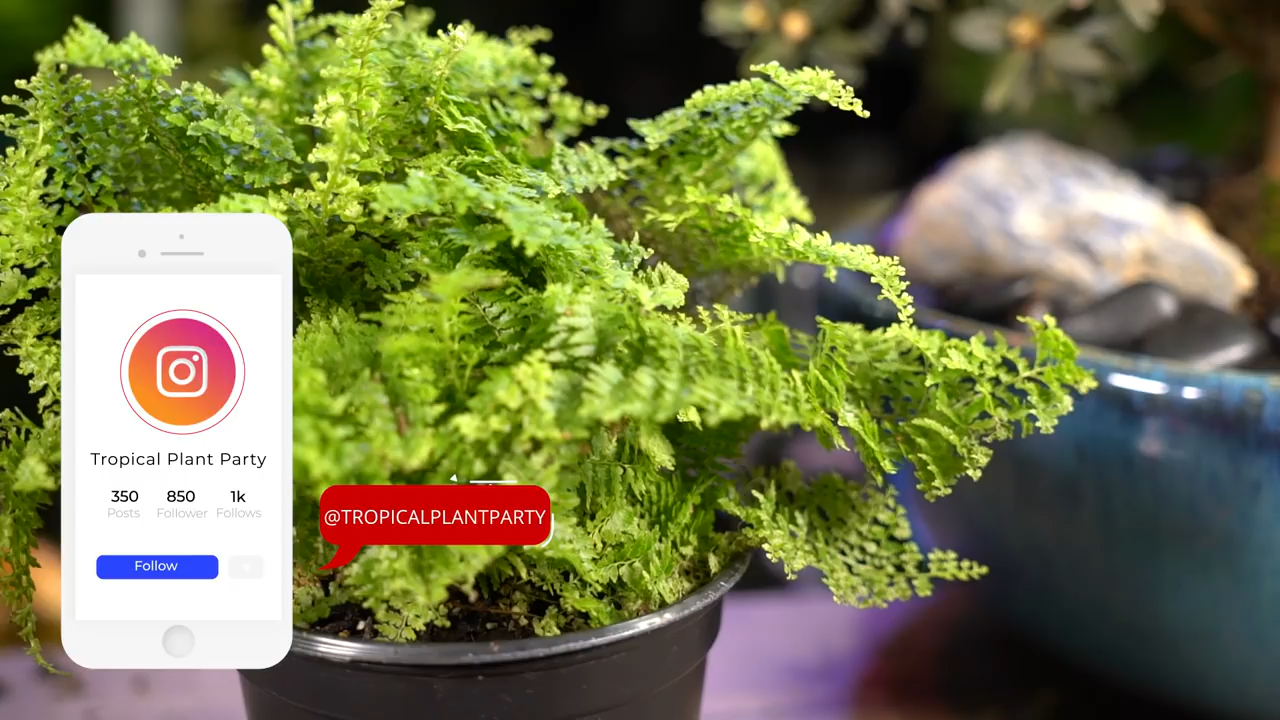 Tropical Plant Party
350 850 1k
Posts Follower Follows
Follow
@TROPICALPLANTPARTY